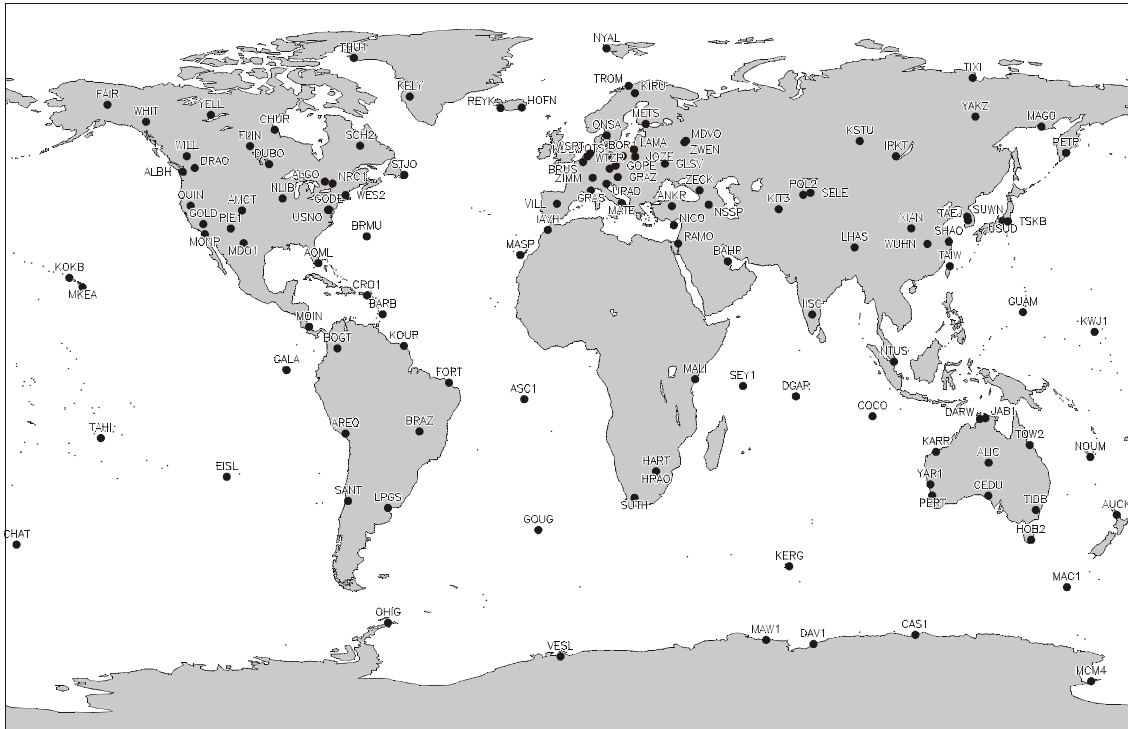 NYAL
THU1
TROM
KIRU
TIXI
KELY
REYK
HOFN
FAIR
WHIT
YELL
CHUR
YAKZ
MAGO
METS
ONSA
MDVO
ZWEN
KSTU
IRKT
PETP
FLIN
DUBO
SCH2
WILL
DRAO
ALBH
STJO
WSRT
BOR
LAMA
JOZE
GLSV
BRUS
WTZR
GOPE
ZIMM
GRAZ
ALGO
NRC1
NLIB
WES2
QUIN
AMCT
GODE
GOLD
PIE1
USNO
MONP
MDO1
BRMU
AOML
VILL
GRAS
UPAD
MATE
ANKR
ZECK
NSSP
IAVH
NICO
MASP
RAMO
BAHR
KIT3
POL2
SELE
XIAN
TAEJ
SUWN
TSKB
USUD
SHAO
WUHN
LHAS
TAIW
KOKB
MKEA
CRO1
BARB
MOIN
BOGT
KOUR
GALA
FORT
ASC1
IISC
GUAM
KWJ1
NTUS
MALI
SEY1
DGAR
COCO
DARW
JAB1
TAHI
EISL
AREQ
BRAZ
KARR
TOW2
NOUM
ALIC
YAR1
PERT
CEDU
TIDB
AUCK
HOB2
HART
HRAO
SUTH
SANT
LPGS
GOUG
CHAT
KERG
MAC1
OHIG
VESL
MAW1
DAV1
CAS1
MCM4